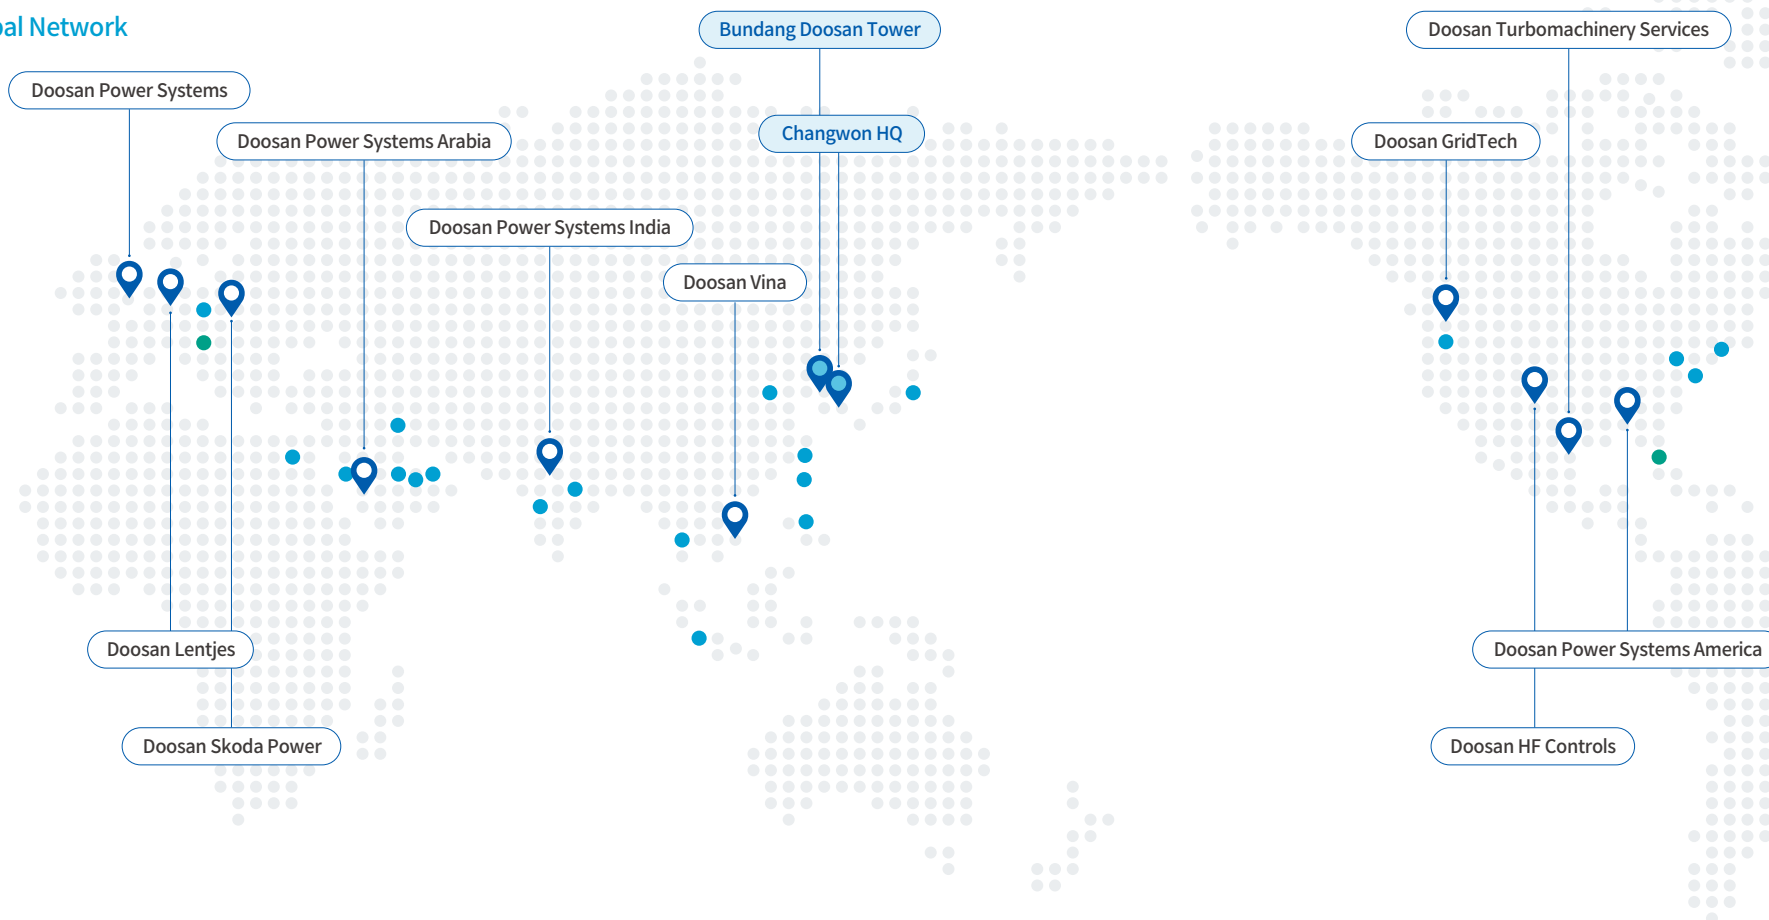 bal Network
Bundang Doosan Tower
Doosan Turbomachinery Services
Doosan Power Systems
Changwon HQ
Doosan Power Systems Arabia
Doosan GridTech
Doosan Power Systems India
Doosan Vina
Doosan Lentjes
Doosan Power Systems America
Doosan Skoda Power
Doosan HF Controls